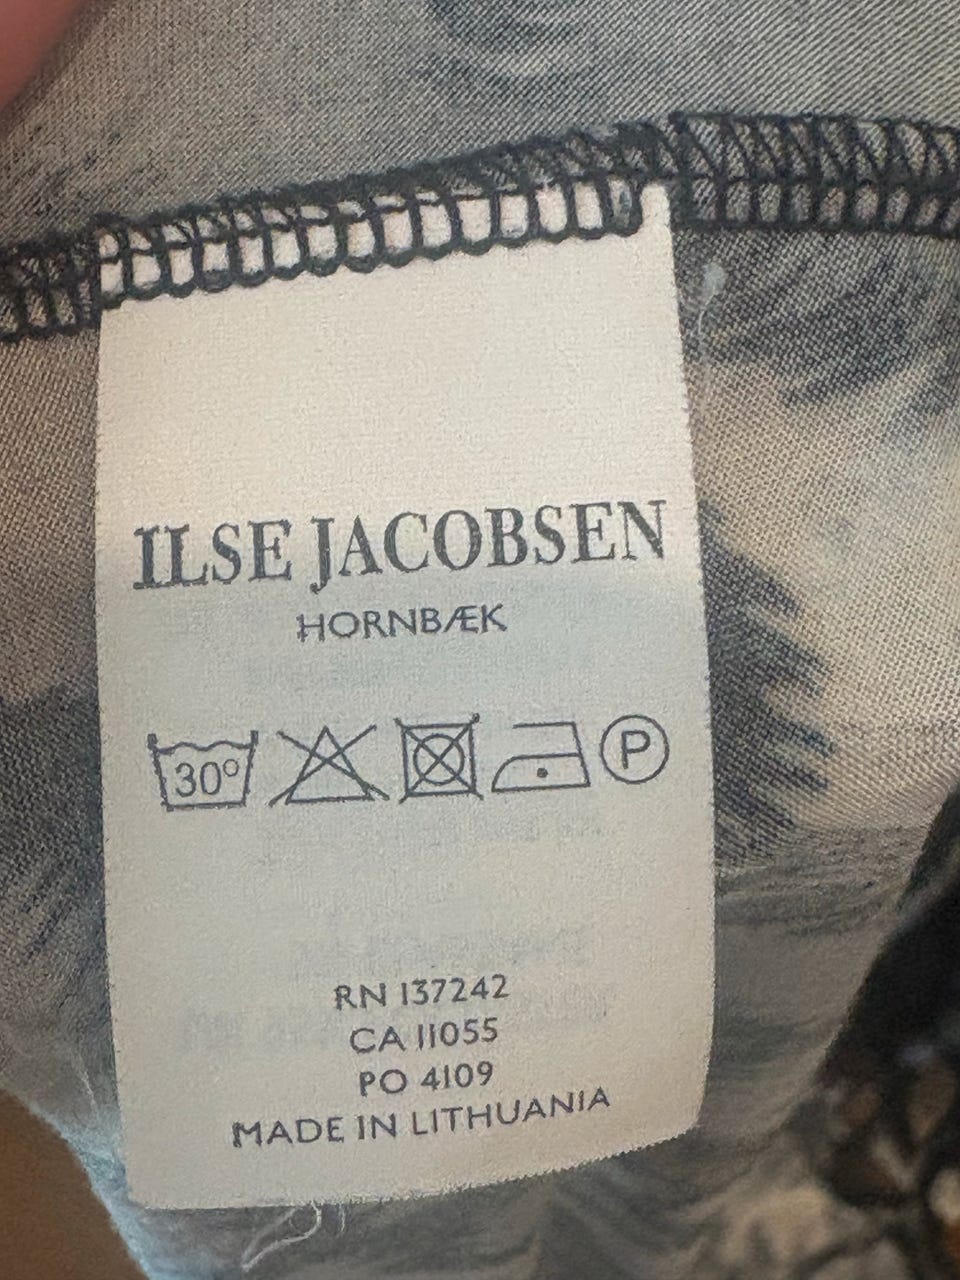 ILSE JACOBSEN
HORNBÆK
30° P
RN 137242
CA 11055
PO 4109
MADE IN LITHUANIA